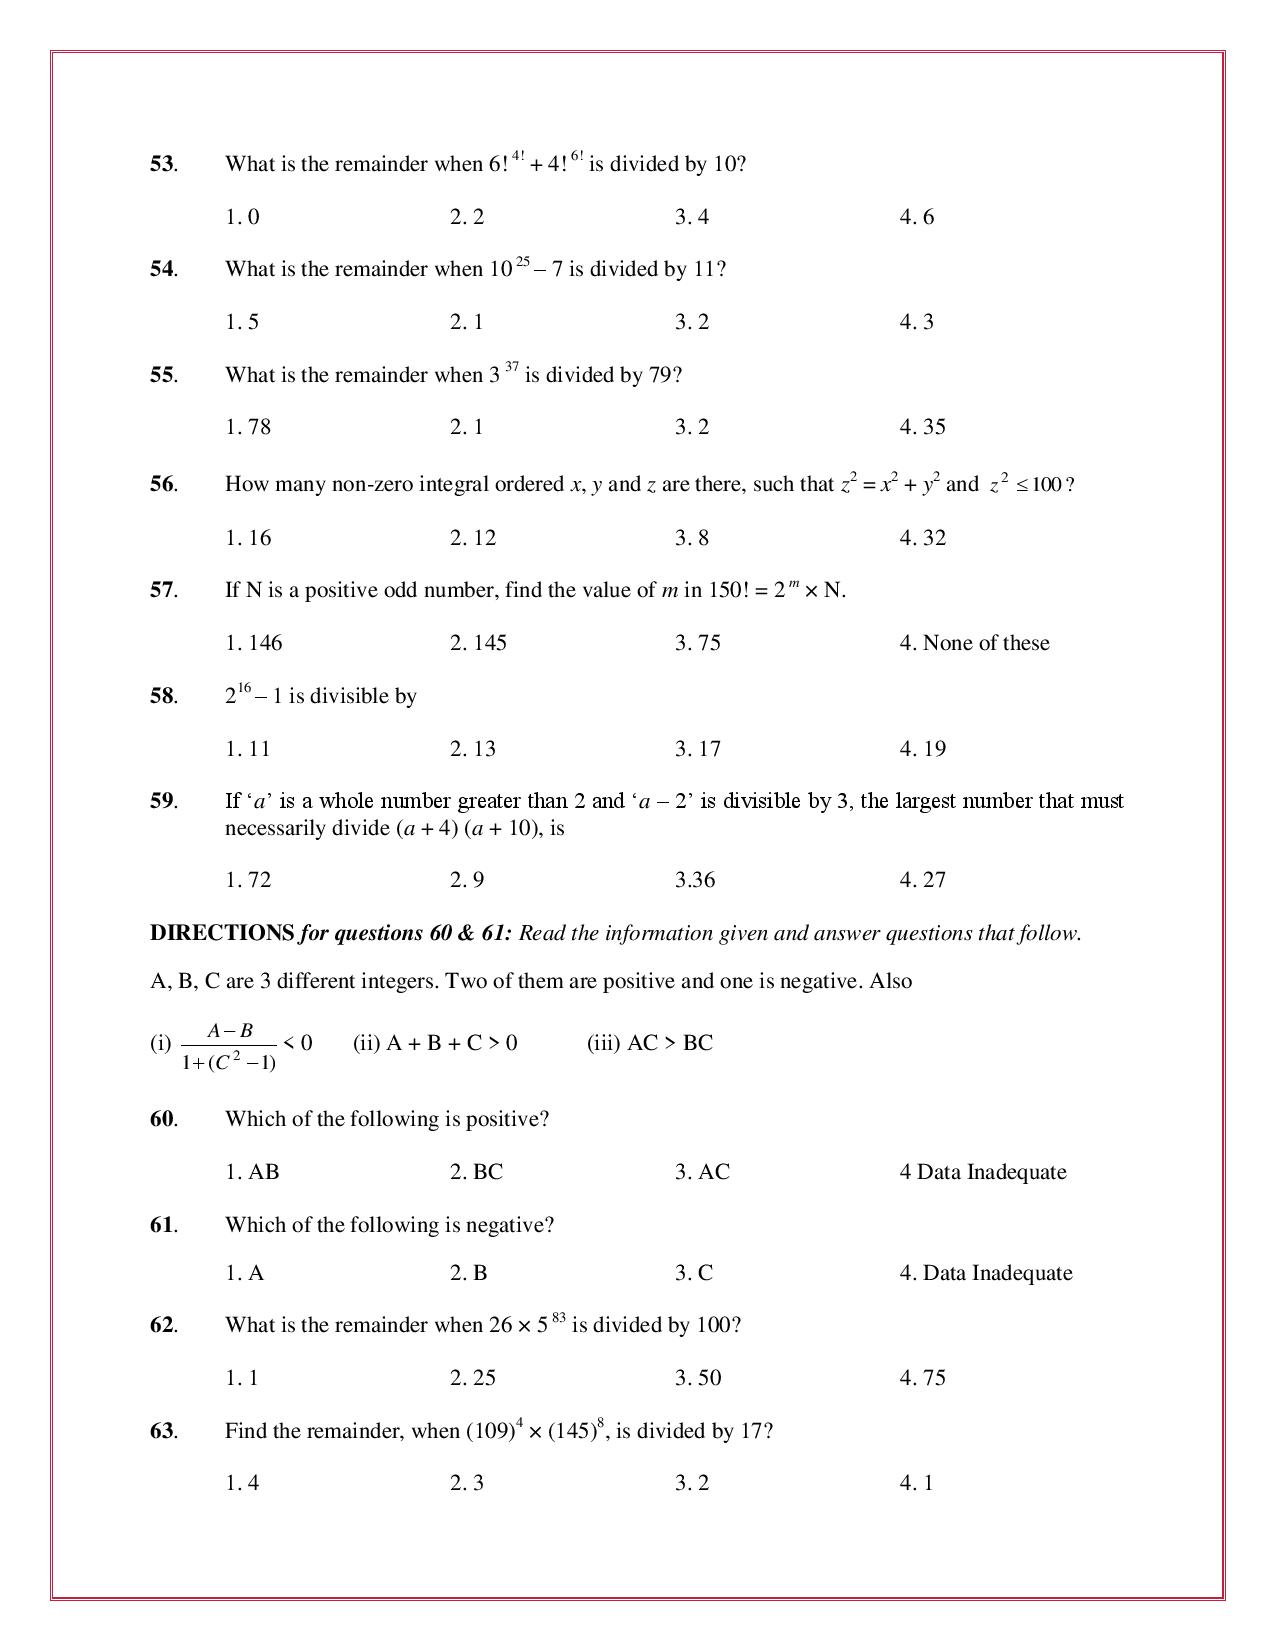 53. What is the remainder when 6!^4! + 4!^6! is divided by 10?
1. 0 2. 2 3. 4 4. 6
54. What is the remainder when 10^25 – 7 is divided by 11?
1. 5 2. 1 3. 2 4. 3
55. What is the remainder when 3^37 is divided by 79?
1. 78 2. 1 3. 2 4. 35
56. How many non-zero integral ordered x, y and z are there, such that z² = x² + y² and z² ≤ 100 ?
1. 16 2. 12 3. 8 4. 32
57. If N is a positive odd number, find the value of m in 150! = 2^m × N.
1. 146 2. 145 3. 75 4. None of these
58. 2^16 – 1 is divisible by
1. 11 2. 13 3. 17 4. 19
59. If ‘a’ is a whole number greater than 2 and ‘a – 2’ is divisible by 3, the largest number that must
necessarily divide (a + 4) (a + 10), is
1. 72 2. 9 3.36 4. 27
DIRECTIONS for questions 60 & 61: Read the information given and answer questions that follow.
A, B, C are 3 different integers. Two of them are positive and one is negative. Also
(i) (A – B)/(1+(C² –1)) < 0 (ii) A + B + C > 0 (iii) AC > BC
60. Which of the following is positive?
1. AB 2. BC 3. AC 4 Data Inadequate
61. Which of the following is negative?
1. A 2. B 3. C 4. Data Inadequate
62. What is the remainder when 26 × 5^83 is divided by 100?
1. 1 2. 25 3. 50 4. 75
63. Find the remainder, when (109)⁴ × (145)⁸, is divided by 17?
1. 4 2. 3 3. 2 4. 1